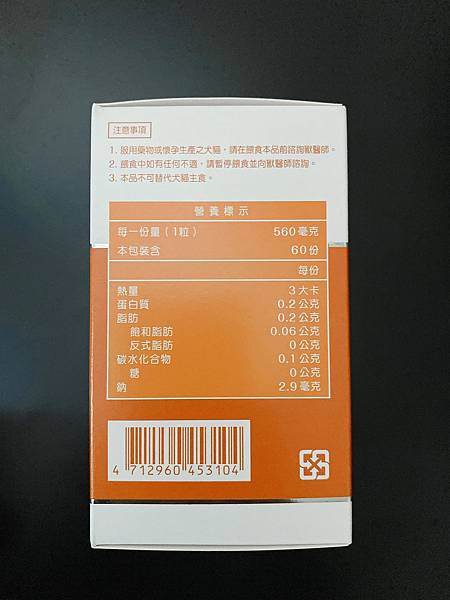 注意事項
1. 服用藥物或懷孕生產之犬貓，請在餵食本品前諮詢獸醫師。
2. 餵食中如有任何不適，請暫停餵食並向獸醫師諮詢。
3. 本品不可替代犬貓主食。
營養標示
每一份量（1粒） 560毫克
本包裝含 60份
每份
熱量 3大卡
蛋白質 0.2公克
脂肪 0.2公克
飽和脂肪 0.06公克
反式脂肪 0公克
碳水化合物 0.1公克
糖 0公克
鈉 2.9毫克
4 712960 453104